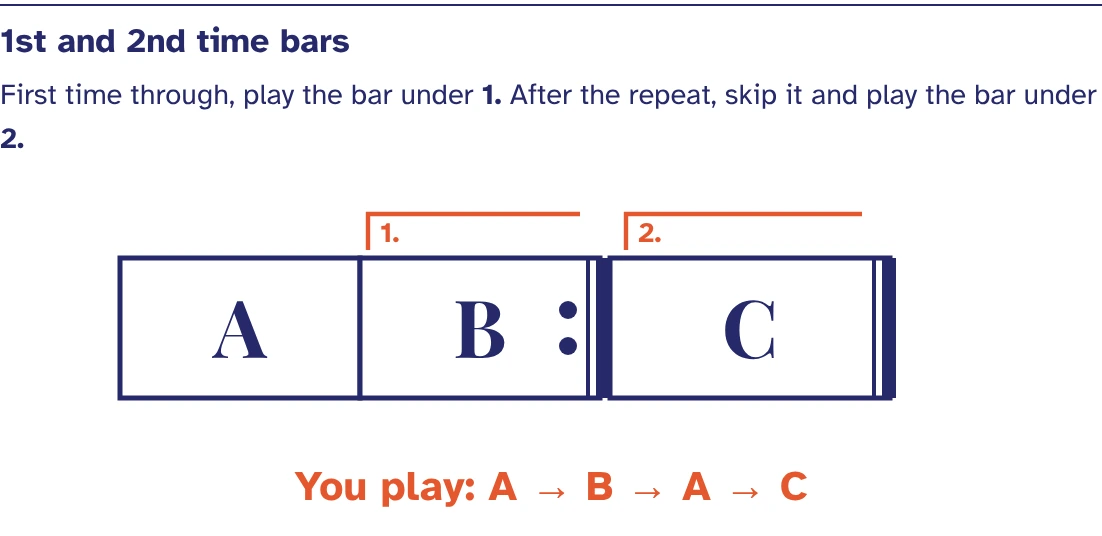 1st and 2nd time bars
First time through, play the bar under 1. After the repeat, skip it and play the bar under
2.
1. 2.
A B : C
You play: A → B → A → C